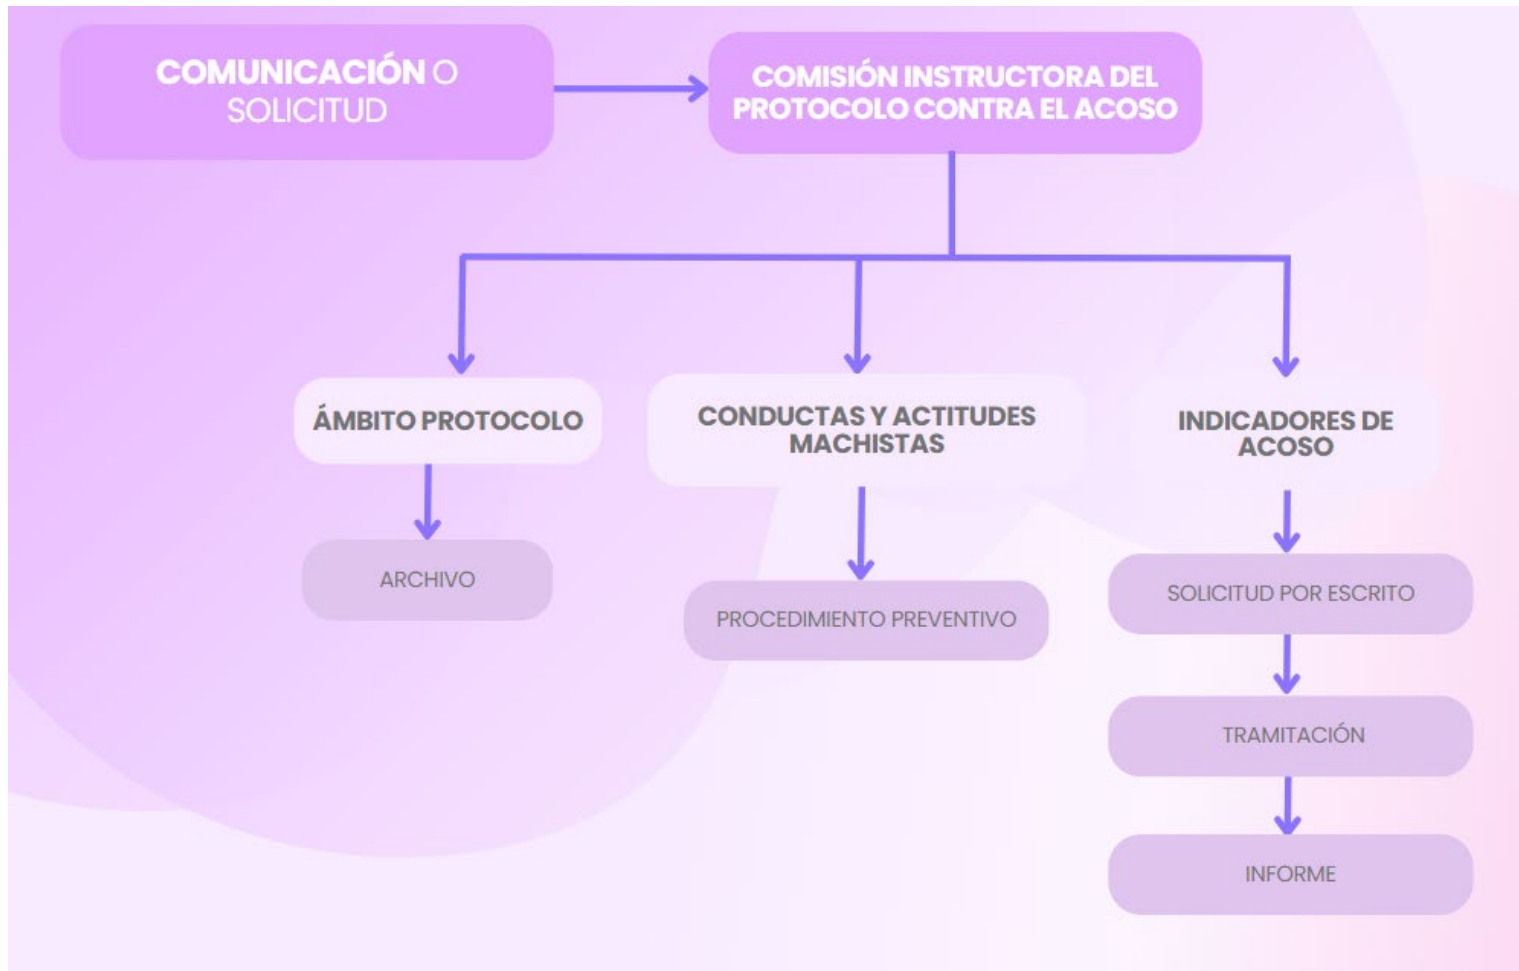 COMUNICACIÓN O
SOLICITUD
COMISIÓN INSTRUCTORA DEL
PROTOCOLO CONTRA EL ACOSO
ÁMBITO PROTOCOLO
CONDUCTAS Y ACTITUDES
MACHISTAS
INDICADORES DE
ACOSO
ARCHIVO
PROCEDIMIENTO PREVENTIVO
SOLICITUD POR ESCRITO
TRAMITACIÓN
INFORME